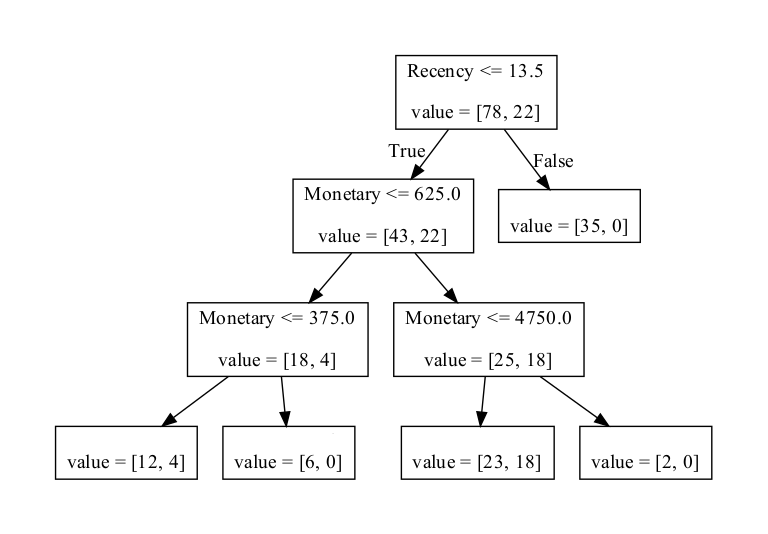 Recency <= 13.5
value = [78, 22]
True
False
Monetary <= 625.0
value = [43, 22]
value = [35, 0]
Monetary <= 375.0
value = [18, 4]
Monetary <= 4750.0
value = [25, 18]
value = [12, 4]
value = [6, 0]
value = [23, 18]
value = [2, 0]